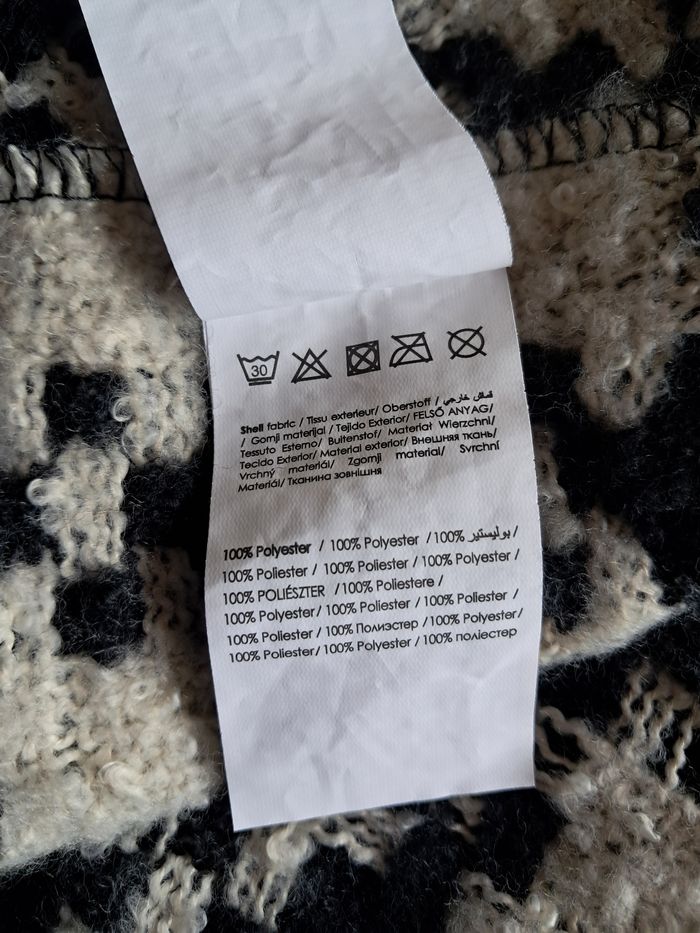 30
Shell fabric / Tissu exterieur/ Oberstoff / قماش خارجي
/ Gornji materijal / Tejido Exterior/ FELSŐ ANYAG/
Tessuto Esterno/ Buitenstof/ Materiał Wierzchni/
Tecido Exterior/ Material exterior/ Внешняя ткань/
Vrchný materiál/ Zgornji material/ Svrchní
Materiál/ Тканина зовнішня
100% Polyester / 100% Polyester /100% بوليستير/
100% Poliester / 100% Poliester / 100% Polyester /
100% POLIÉSZTER /100% Poliestere /
100% Polyester/ 100% Poliester / 100% Poliester /
100% Poliester / 100% Полиэстер /100% Polyester/
100% Poliester/ 100% Polyester / 100% поліестер